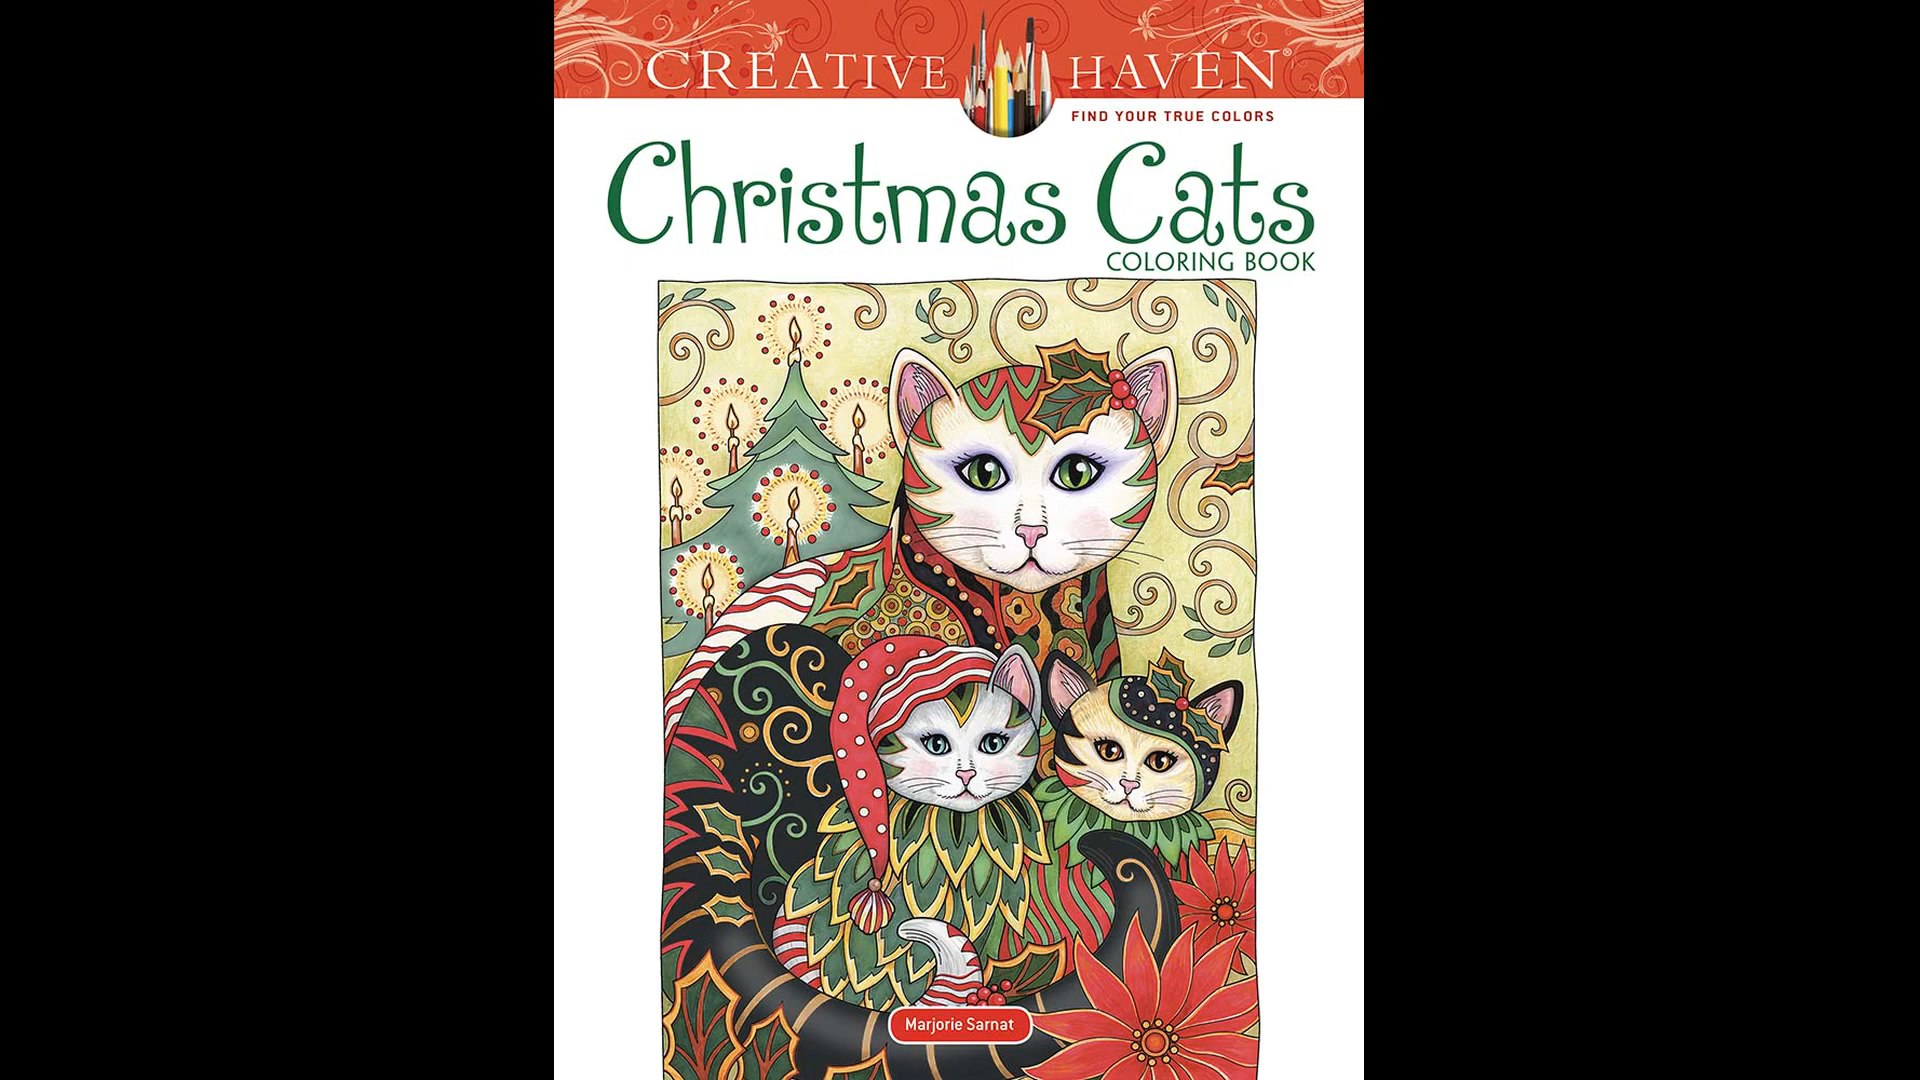 CREATIVE HAVEN®
FIND YOUR TRUE COLORS
Christmas Cats
COLORING BOOK
Marjorie Sarnat